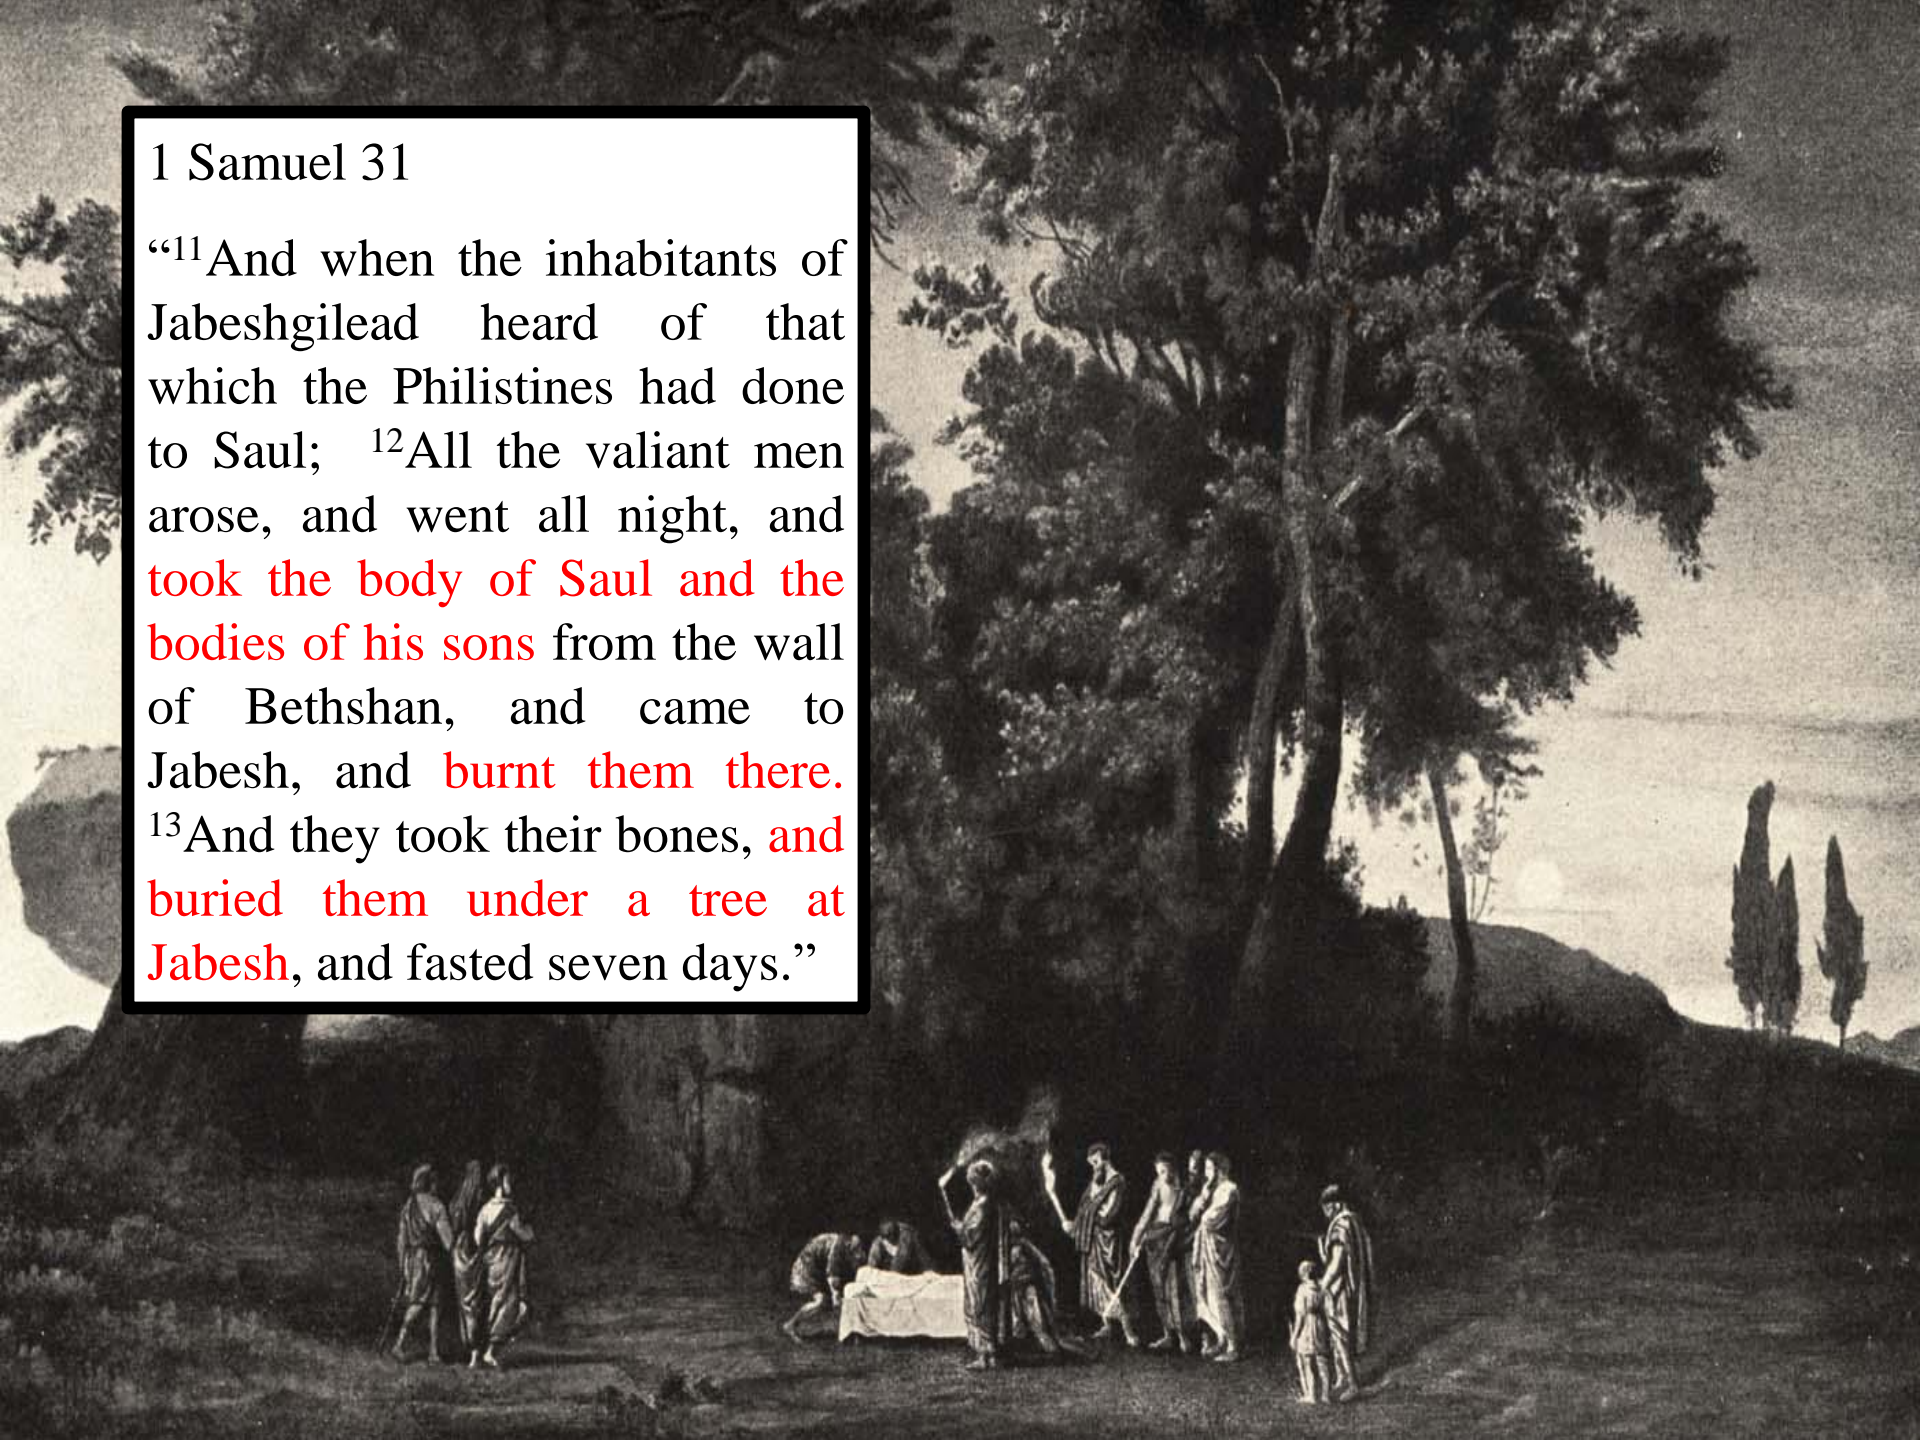 1 Samuel 31
“¹¹And when the inhabitants of
Jabeshgilead heard of that
which the Philistines had done
to Saul; ¹²All the valiant men
arose, and went all night, and
took the body of Saul and the
bodies of his sons from the wall
of Bethshan, and came to
Jabesh, and burnt them there.
¹³And they took their bones, and
buried them under a tree at
Jabesh, and fasted seven days.”